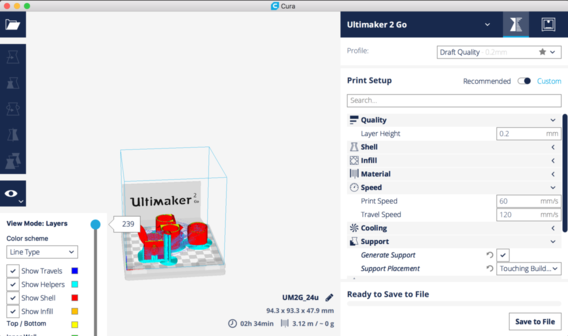 Cura
Ultimaker 2 Go
Profile:
Draft Quality 0.2mm
Print Setup
Recommended
Custom
Search...
Quality
Layer Height
0.2 mm
Shell
Infill
Material
Speed
Print Speed
60 mm/s
Travel Speed
120 mm/s
Cooling
Support
Generate Support
Support Placement
Touching Build...
Ready to Save to File
Save to File
Ultimaker 2
View Mode: Layers
239
Color scheme
Line Type
Show Travels
Show Helpers
Show Shell
Show Infill
Top / Bottom
UM2G_24u
94.3 x 93.3 x 47.9 mm
02h 34min
3.12 m / ~ 0 g